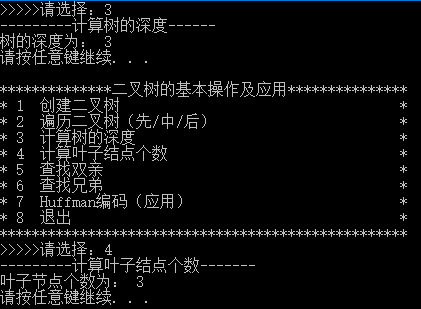 >>>>>请选择：3
---------计算树的深度------
树的深度为： 3
请按任意键继续. . .
**************二叉树的基本操作及应用***************
* 1  创建二叉树 *
* 2  遍历二叉树（先/中/后） *
* 3  计算树的深度 *
* 4  计算叶子结点个数 *
* 5  查找双亲 *
* 6  查找兄弟 *
* 7  Huffman编码（应用） *
* 8  退出 *
***************************************************
>>>>>请选择：4
---------计算叶子结点个数-------
叶子节点个数为： 3
请按任意键继续. . .